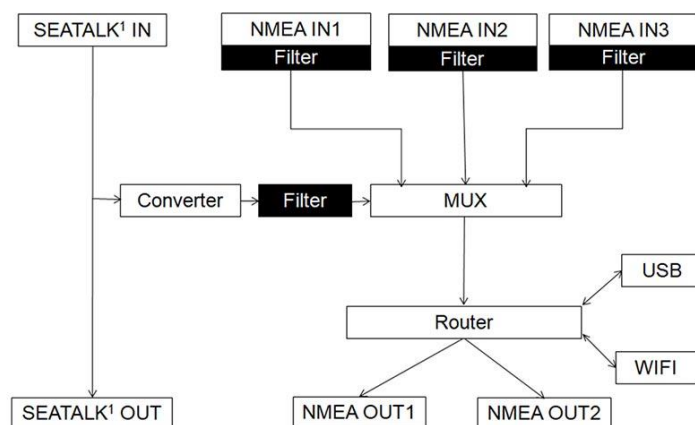 SEATALK¹ IN
NMEA IN1
NMEA IN2
NMEA IN3
Filter
Filter
Filter
Converter
Filter
MUX
USB
Router
WIFI
SEATALK¹ OUT
NMEA OUT1
NMEA OUT2